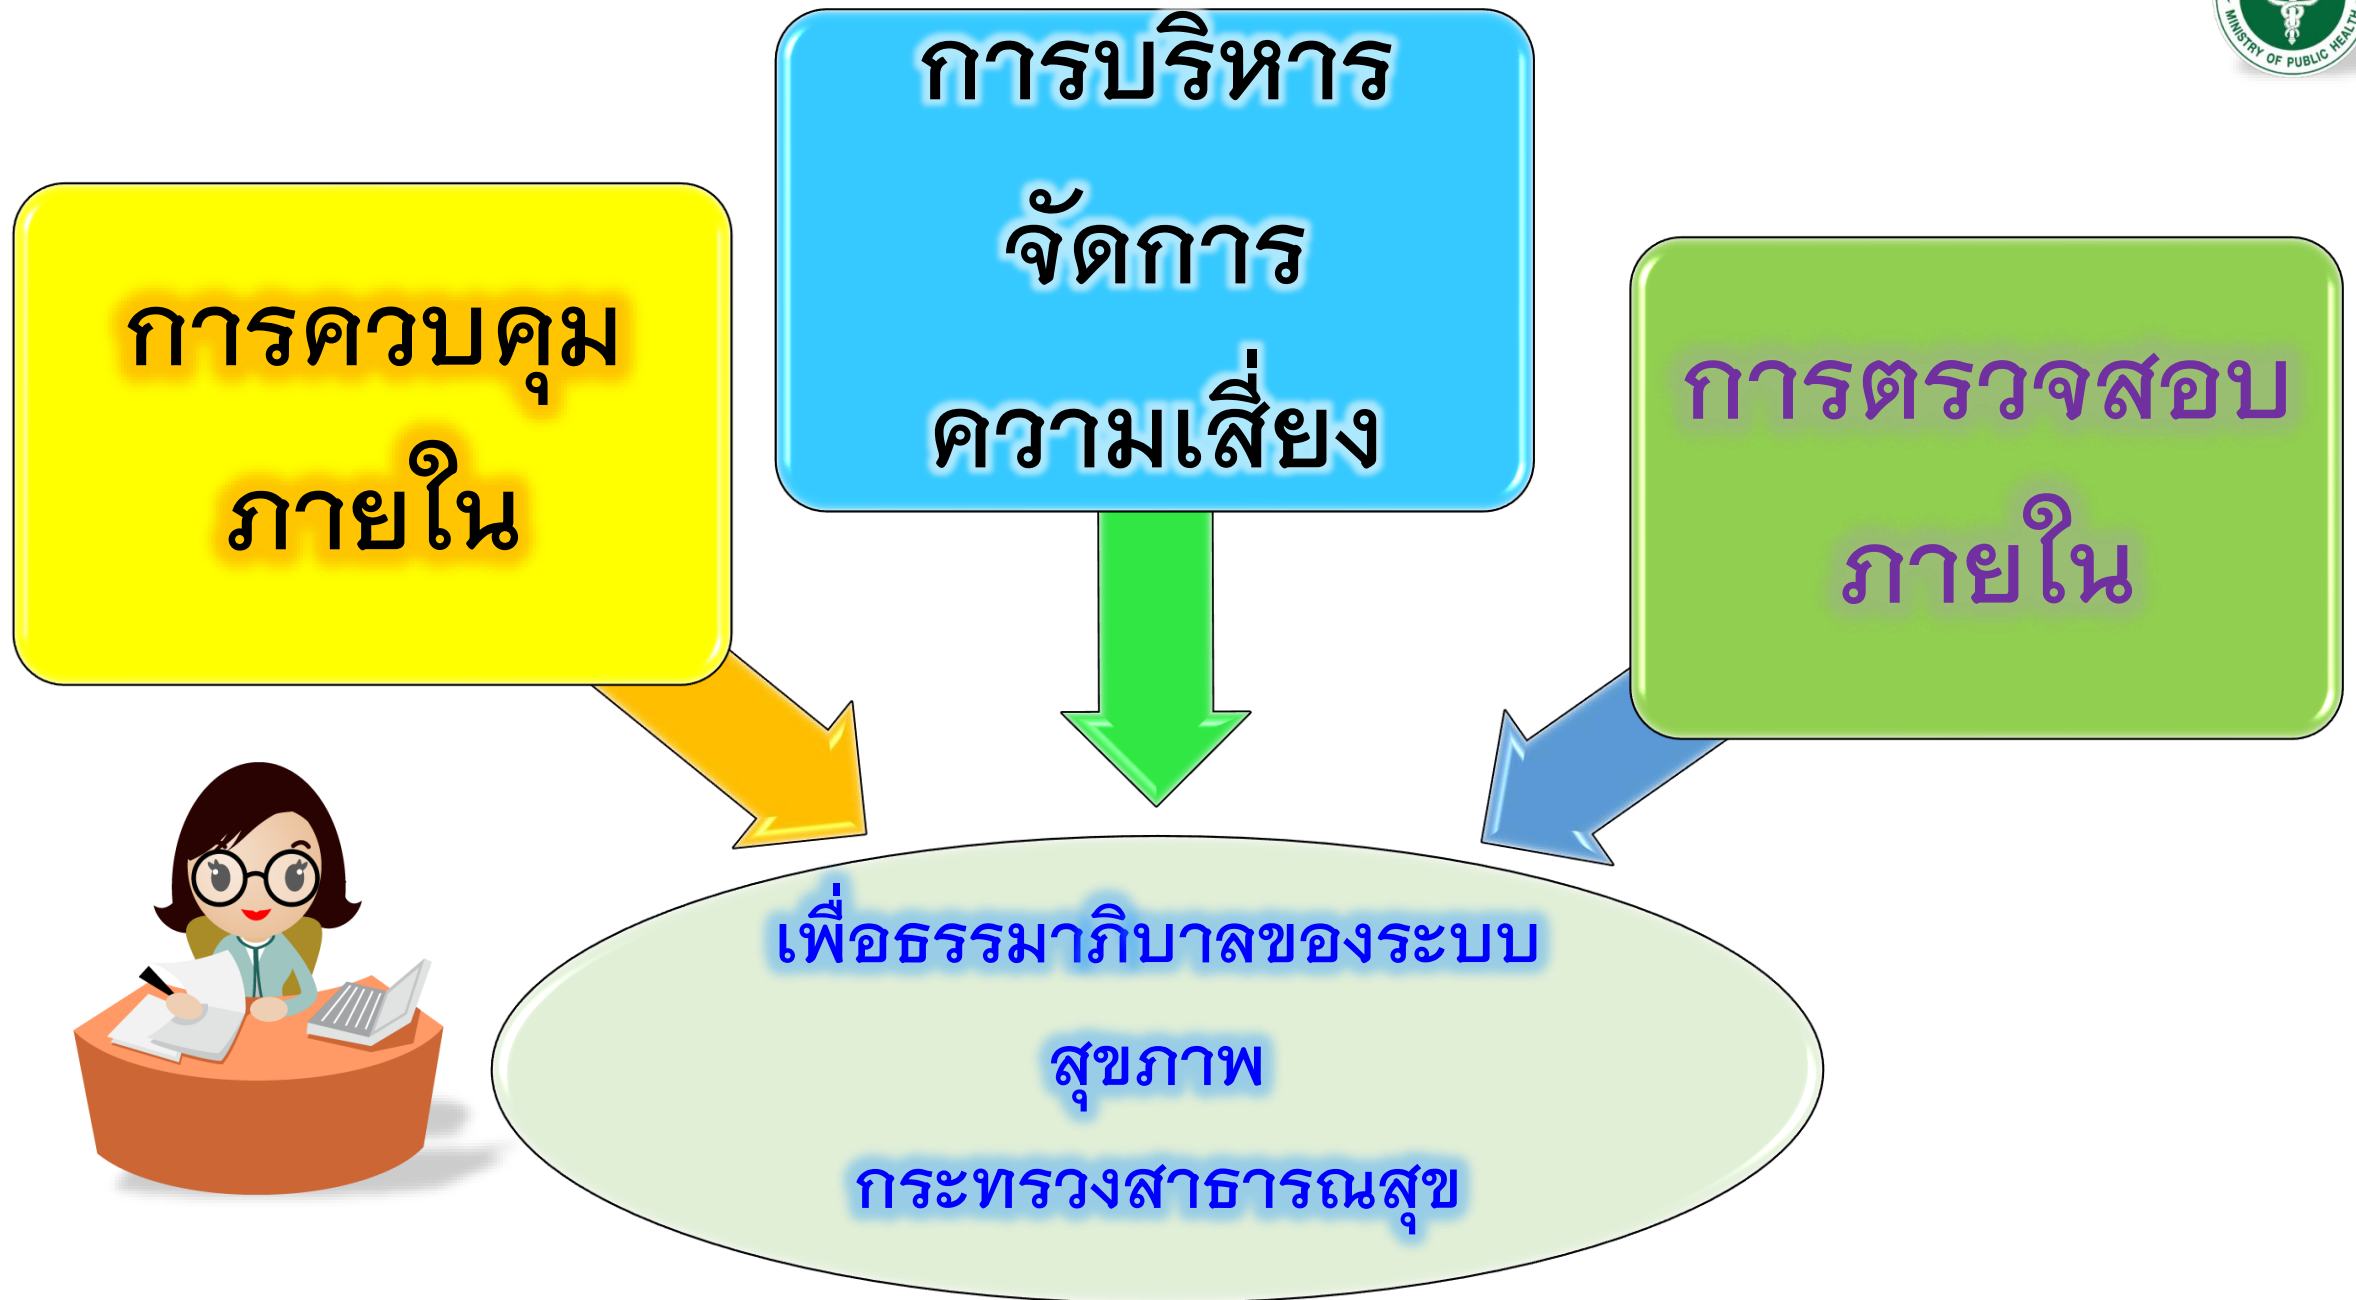 การบริหาร
จัดการ
ความเสี่ยง
การควบคุม
ภายใน
การตรวจสอบ
ภายใน
เพื่อธรรมาภิบาลของระบบ
สุขภาพ
กระทรวงสาธารณสุข
MINISTRY OF PUBLIC HEALTH